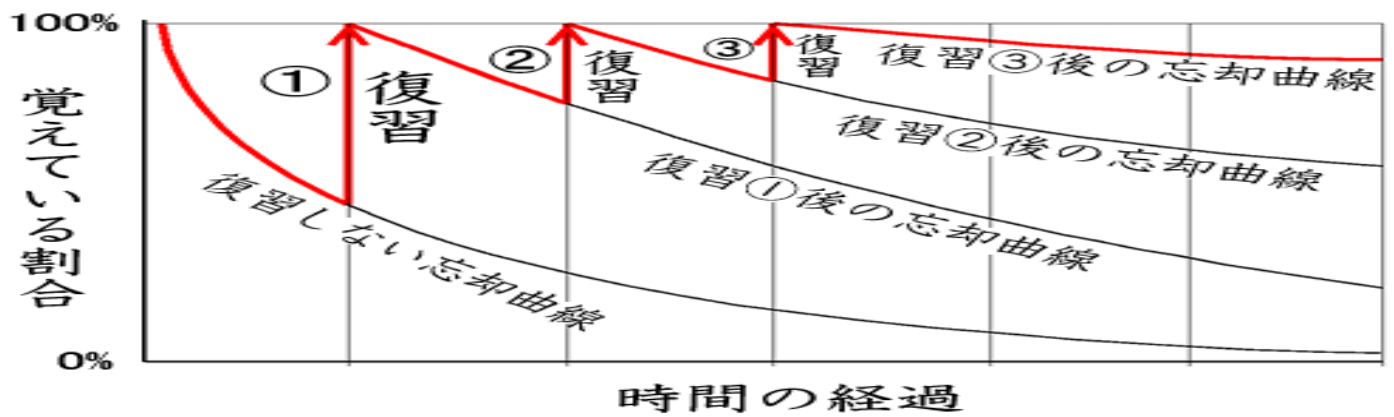 100%
覚えている割合
0%
①
復習
②
復習
③
復習
復習③後の忘却曲線
復習②後の忘却曲線
復習①後の忘却曲線
復習しない忘却曲線
時間の経過